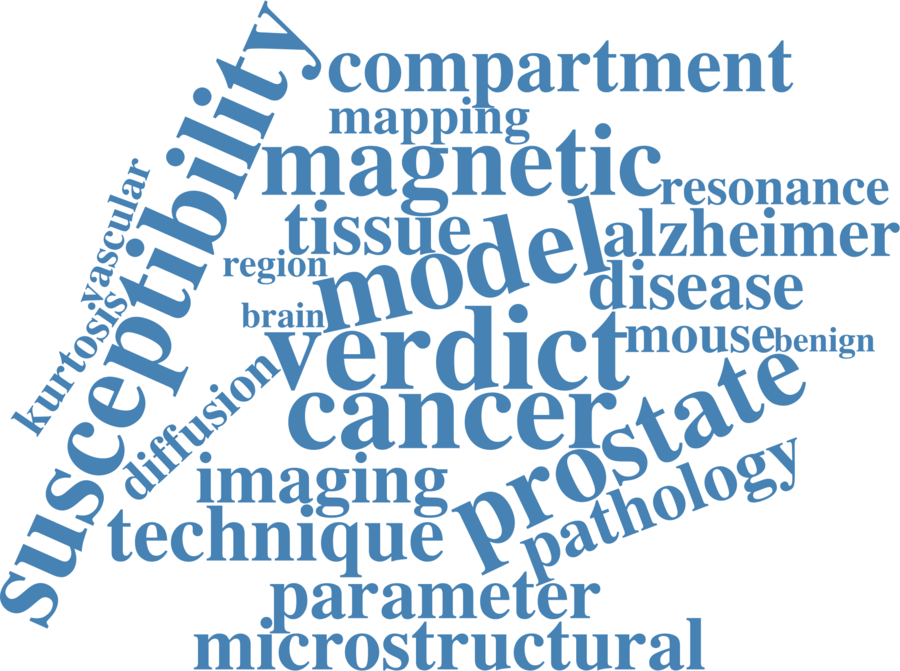 susceptibility
compartment
mapping
magnetic
resonance
vascular
tissue
model
alzheimer
region
disease
kurtosis
brain
verdict
mouse
benign
diffusion
cancer
prostate
imaging
pathology
technique
parameter
microstructural